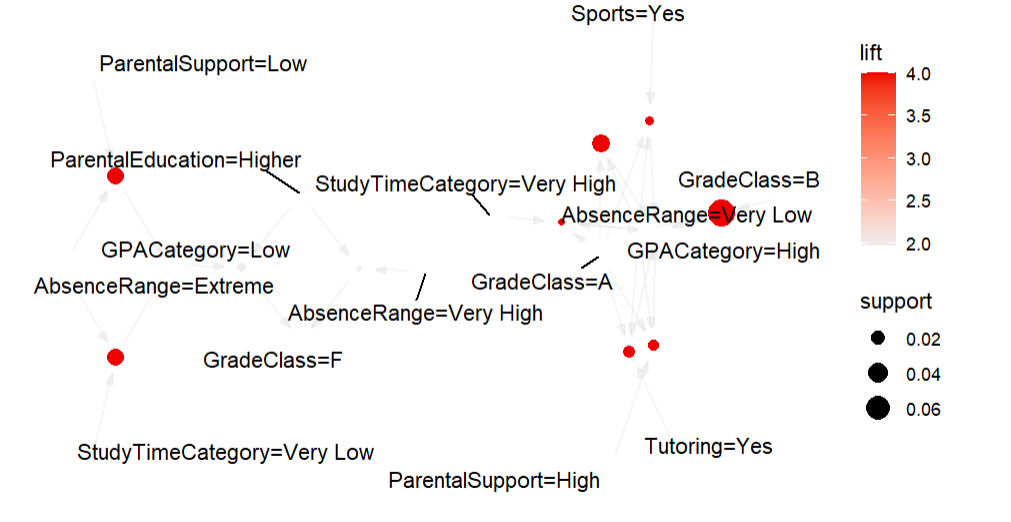 Sports=Yes
ParentalSupport=Low
ParentalEducation=Higher
StudyTimeCategory=Very High
GradeClass=B
AbsenceRange=Very Low
GPACategory=Low
GPACategory=High
AbsenceRange=Extreme
GradeClass=A
AbsenceRange=Very High
GradeClass=F
StudyTimeCategory=Very Low
Tutoring=Yes
ParentalSupport=High
lift
4.0
3.5
3.0
2.5
2.0
support
0.02
0.04
0.06